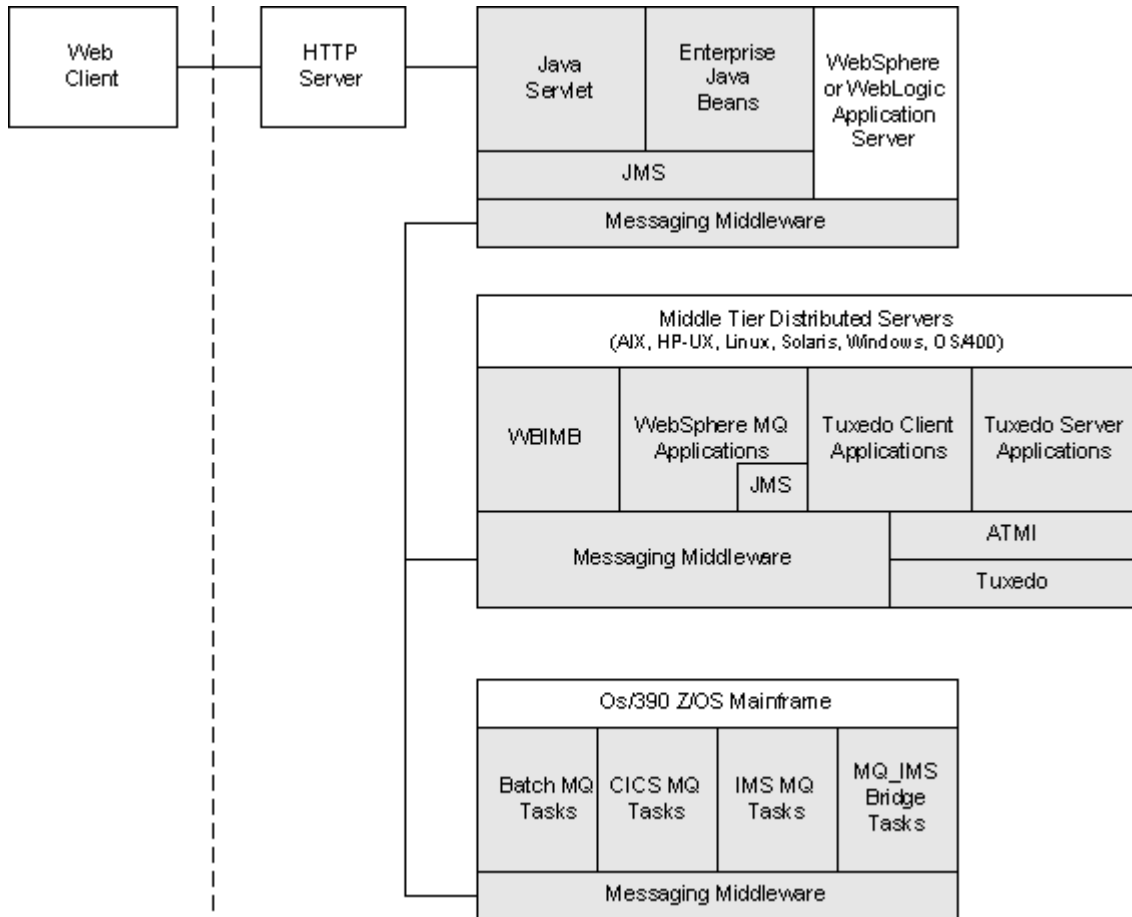 Web
Client
HTTP
Server
Java
Servlet
Enterprise
Java
Beans
WebSphere
or WebLogic
Application
Server
JMS
Messaging Middleware
Middle Tier Distributed Servers
(AIX, HP-UX, Linux, Solaris, Windows, OS/400)
WBIMB
WebSphere MQ
Applications
JMS
Tuxedo Client
Applications
Tuxedo Server
Applications
Messaging Middleware
ATMI
Tuxedo
Os/390 Z/OS Mainframe
Batch MQ
Tasks
CICS MQ
Tasks
IMS MQ
Tasks
MQ_IMS
Bridge
Tasks
Messaging Middleware